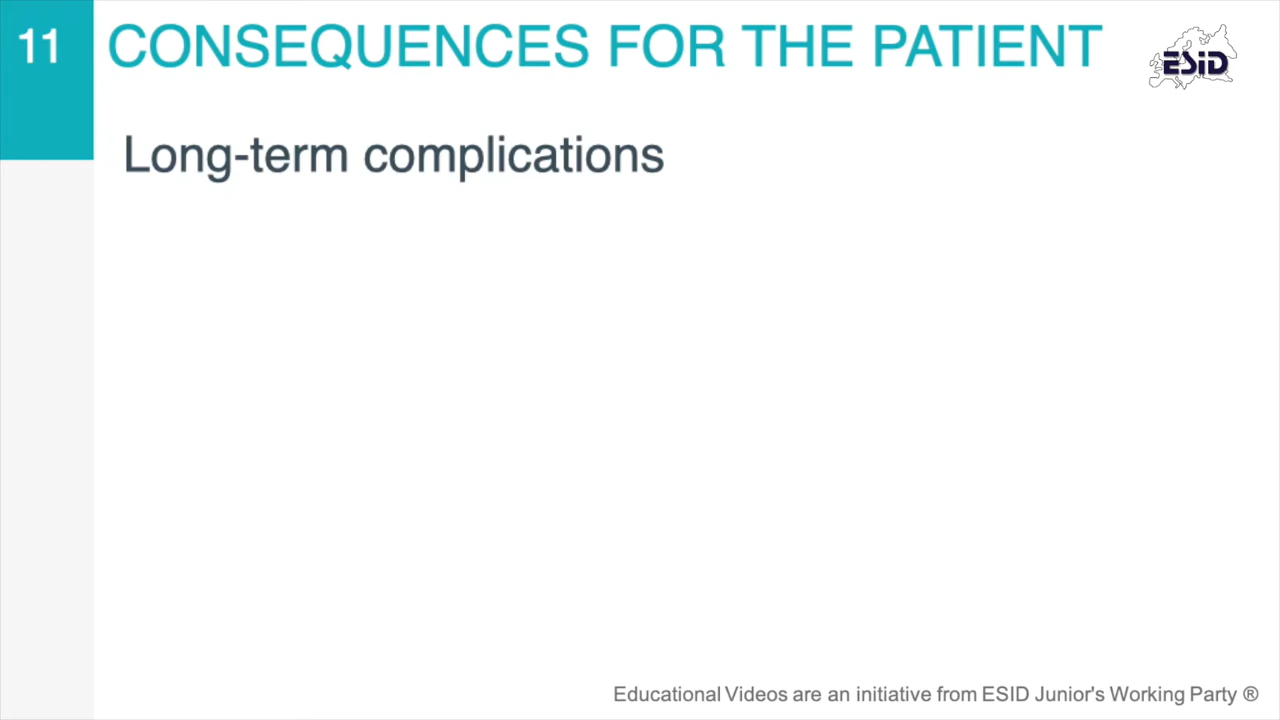 11
CONSEQUENCES FOR THE PATIENT
ESID
Long-term complications
Educational Videos are an initiative from ESID Junior's Working Party ®